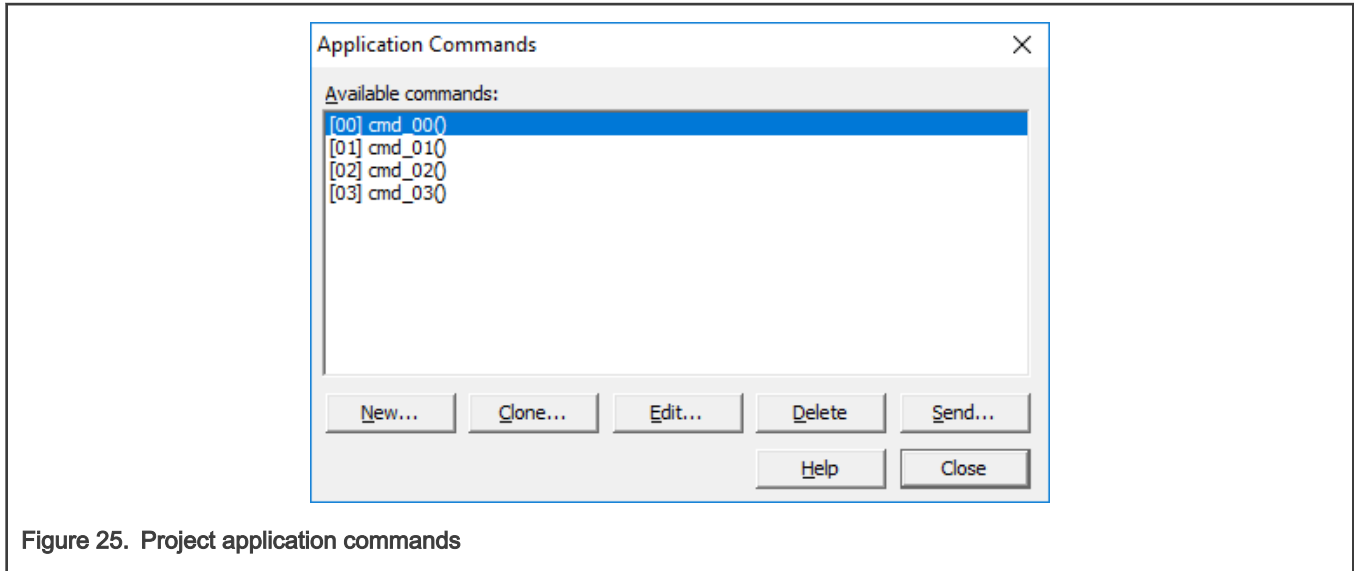 Application Commands
Available commands:
[00] cmd_00()
[01] cmd_01()
[02] cmd_02()
[03] cmd_03()
New... Clone... Edit... Delete Send...
Help Close
Figure 25. Project application commands